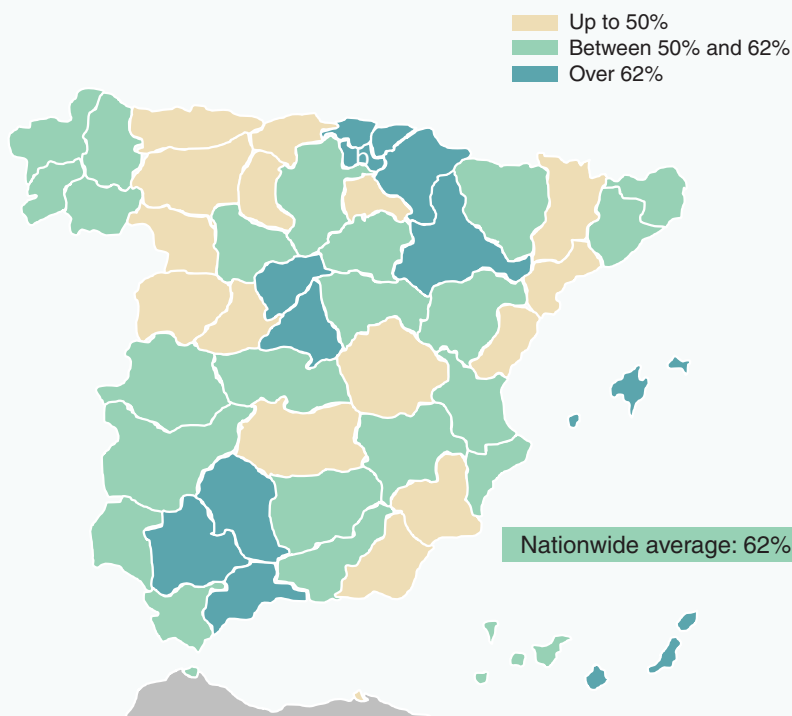 Up to 50%
Between 50% and 62%
Over 62%
Nationwide average: 62%